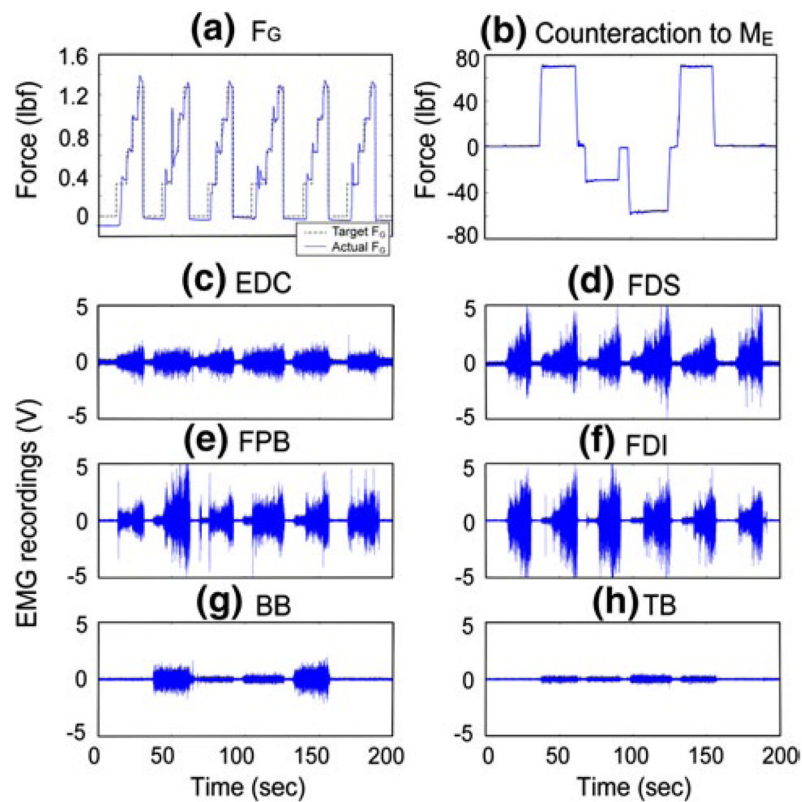 (a) FG
(b) Counteraction to ME
Force (lbf)
1.6
1.2
0.8
0.4
0
Target FG
Actual FG
Force (lbf)
80
40
0
-40
-80
(c) EDC
(d) FDS
5
0
-5
5
0
-5
(e) FPB
(f) FDI
5
0
-5
5
0
-5
EMG recordings (V)
(g) BB
(h) TB
5
0
-5
5
0
-5
0 50 100 150 200
0 50 100 150 200
Time (sec)
Time (sec)